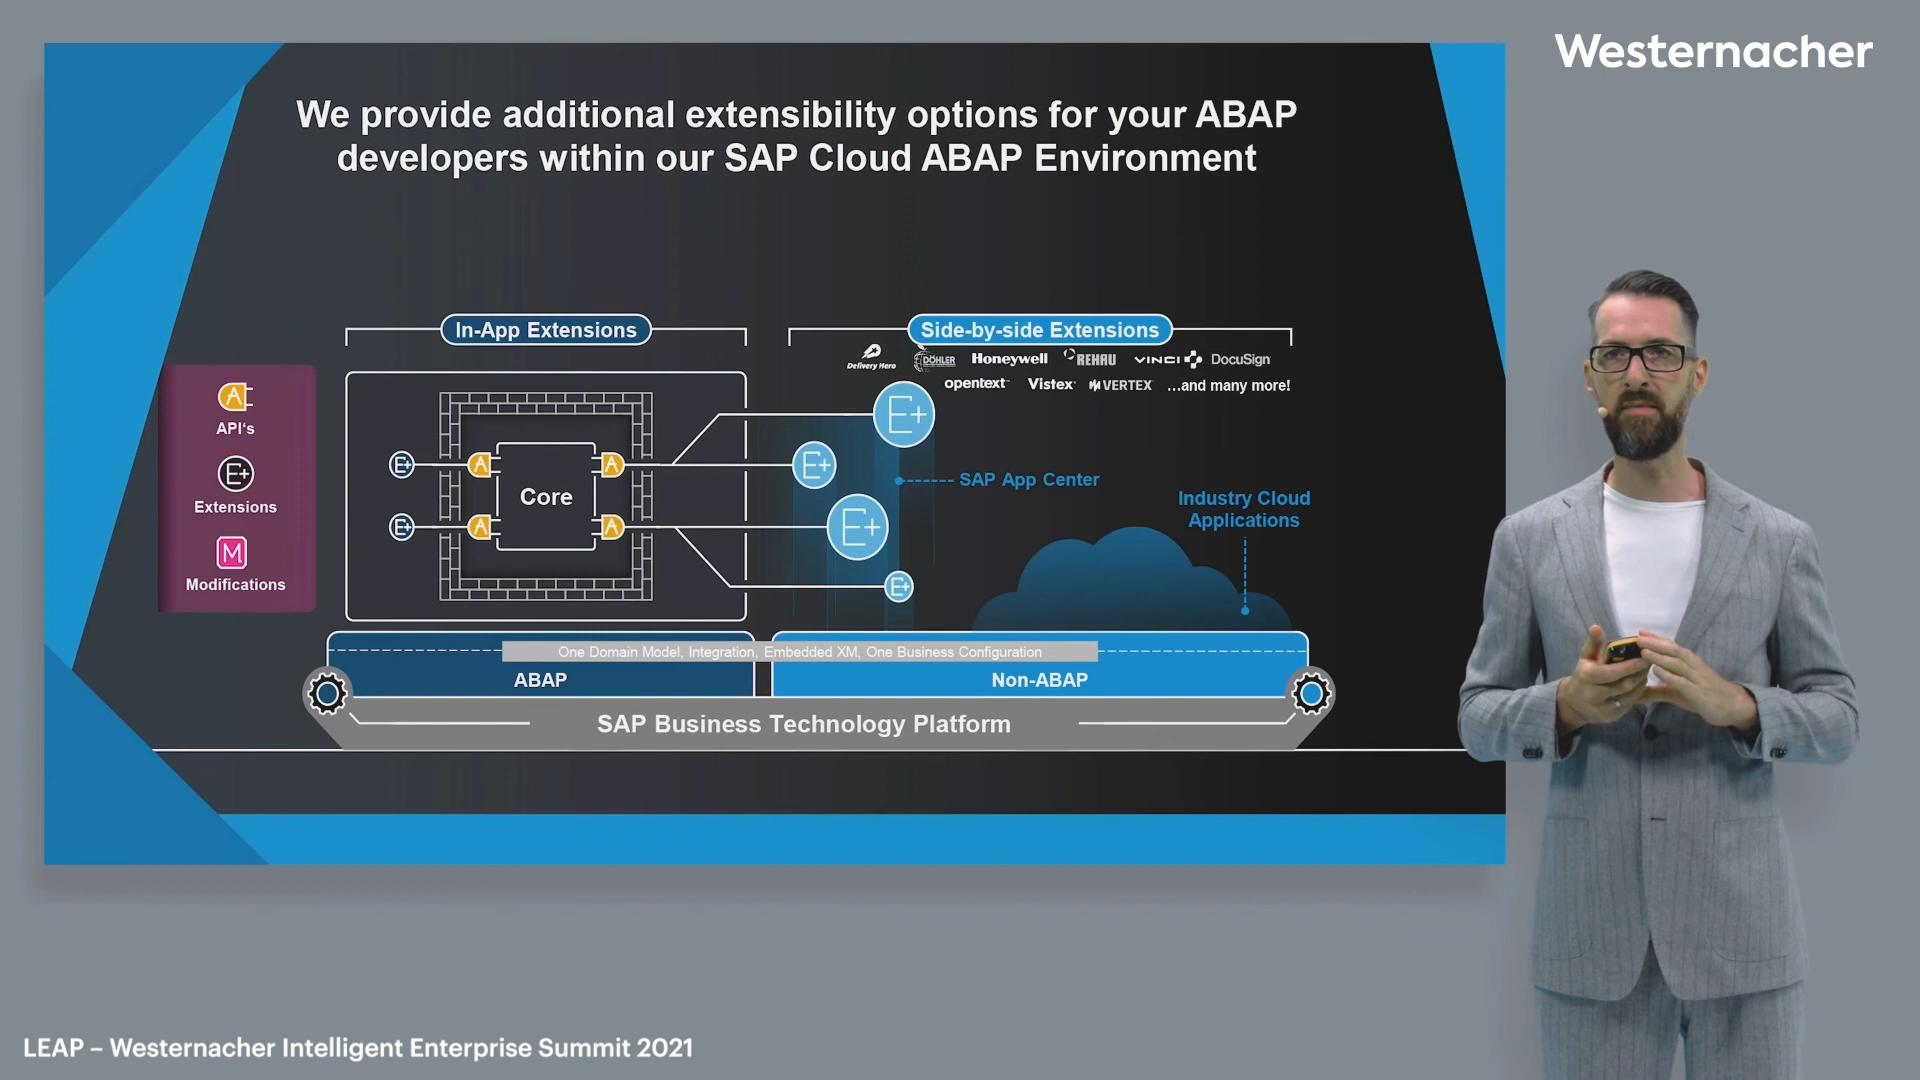 Westernacher
We provide additional extensibility options for your ABAP
developers within our SAP Cloud ABAP Environment
In-App Extensions
Side-by-side Extensions
Delivery Hero
DÖHLER
Honeywell
REHAU
VINCI
DocuSign
opentext
Vistex
VERTEX
...and many more!
A
API's
E+
Extensions
M
Modifications
E+
A
A
E+
A
A
Core
E+
E+
E+
E+
SAP App Center
Industry Cloud
Applications
One Domain Model, Integration, Embedded XM, One Business Configuration
ABAP
Non-ABAP
SAP Business Technology Platform
LEAP – Westernacher Intelligent Enterprise Summit 2021